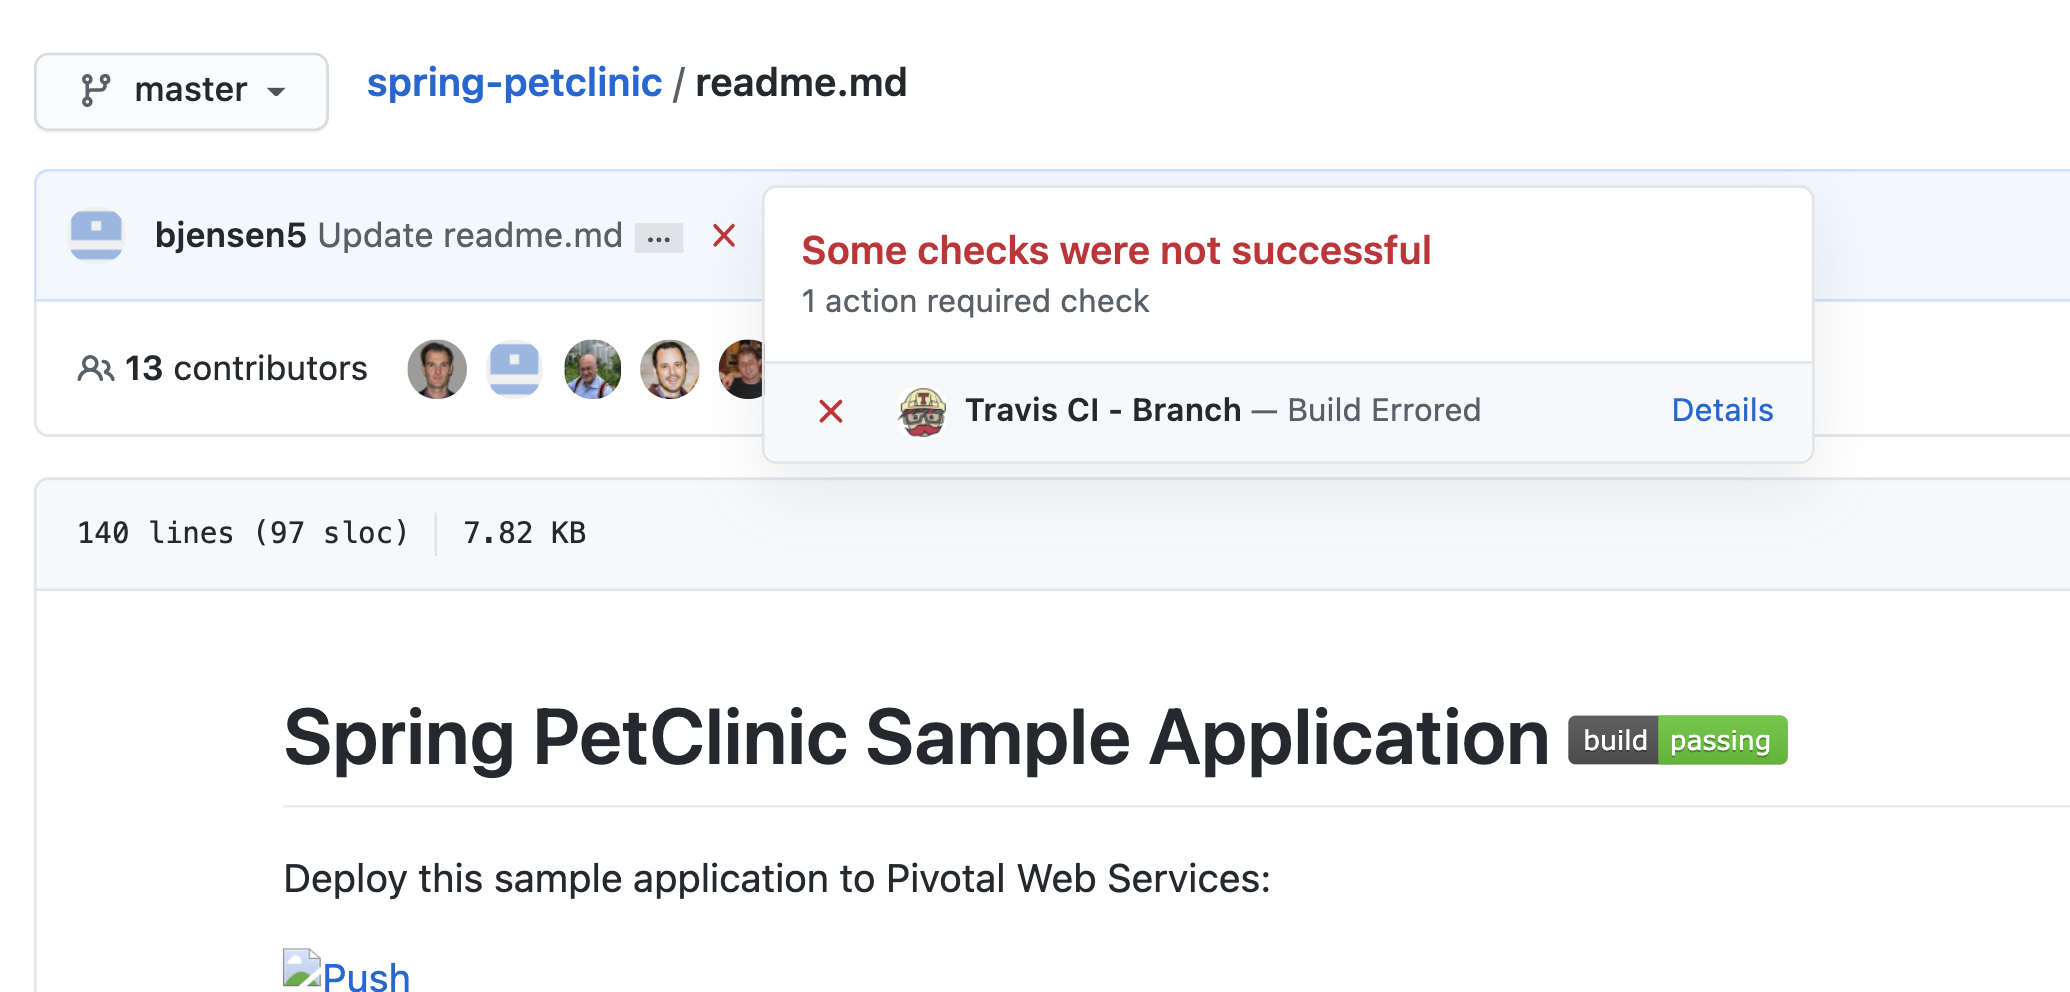 master
spring-petclinic / readme.md
bjensen5 Update readme.md ...
Some checks were not successful
1 action required check
13 contributors
Travis CI - Branch — Build Errored Details
140 lines (97 sloc) 7.82 KB
Spring PetClinic Sample Application build passing
Deploy this sample application to Pivotal Web Services:
Push